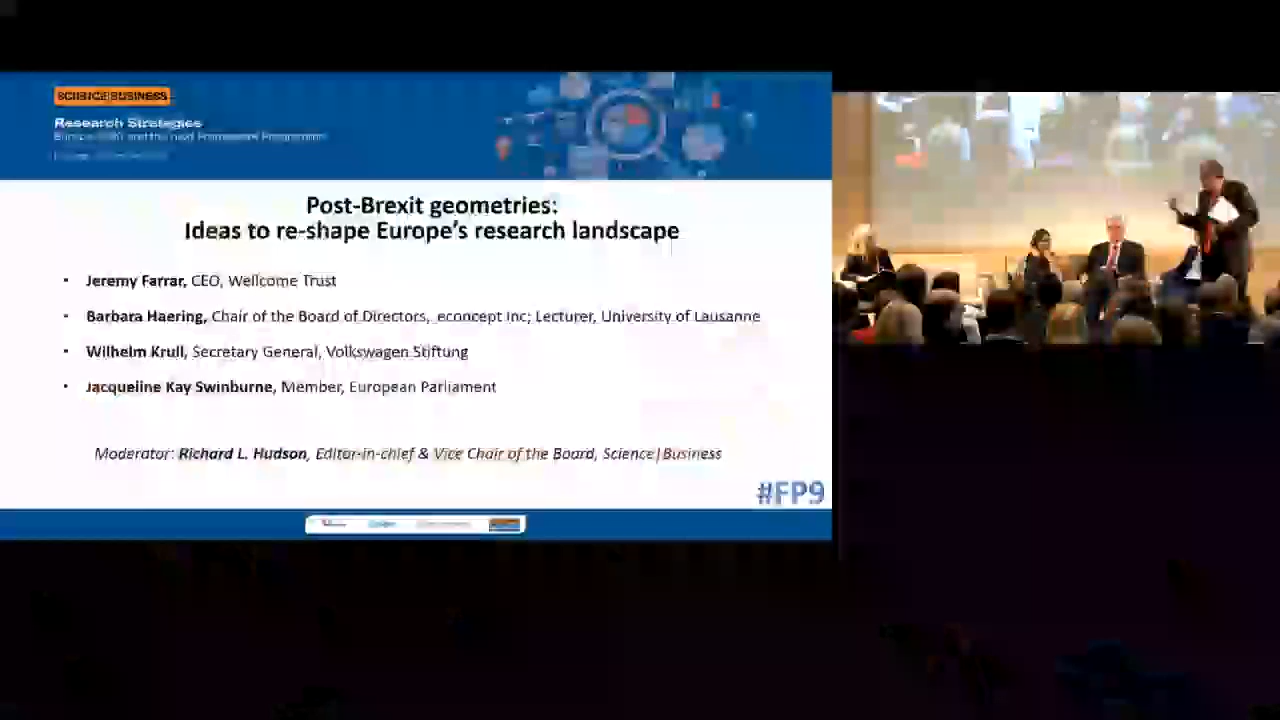 SCIENCE|BUSINESS
Research Strategies
Post-Brexit geometries:
Ideas to re-shape Europe's research landscape
• Jeremy Farrar, CEO, Wellcome Trust
• Barbara Haering, Chair of the Board of Directors, econcept Inc; Lecturer, University of Lausanne
• Wilhelm Krull, Secretary General, Volkswagen Stiftung
• Jacqueline Kay Swinburne, Member, European Parliament
Moderator: Richard L. Hudson, Editor-in-chief & Vice Chair of the Board, Science|Business
#FP9